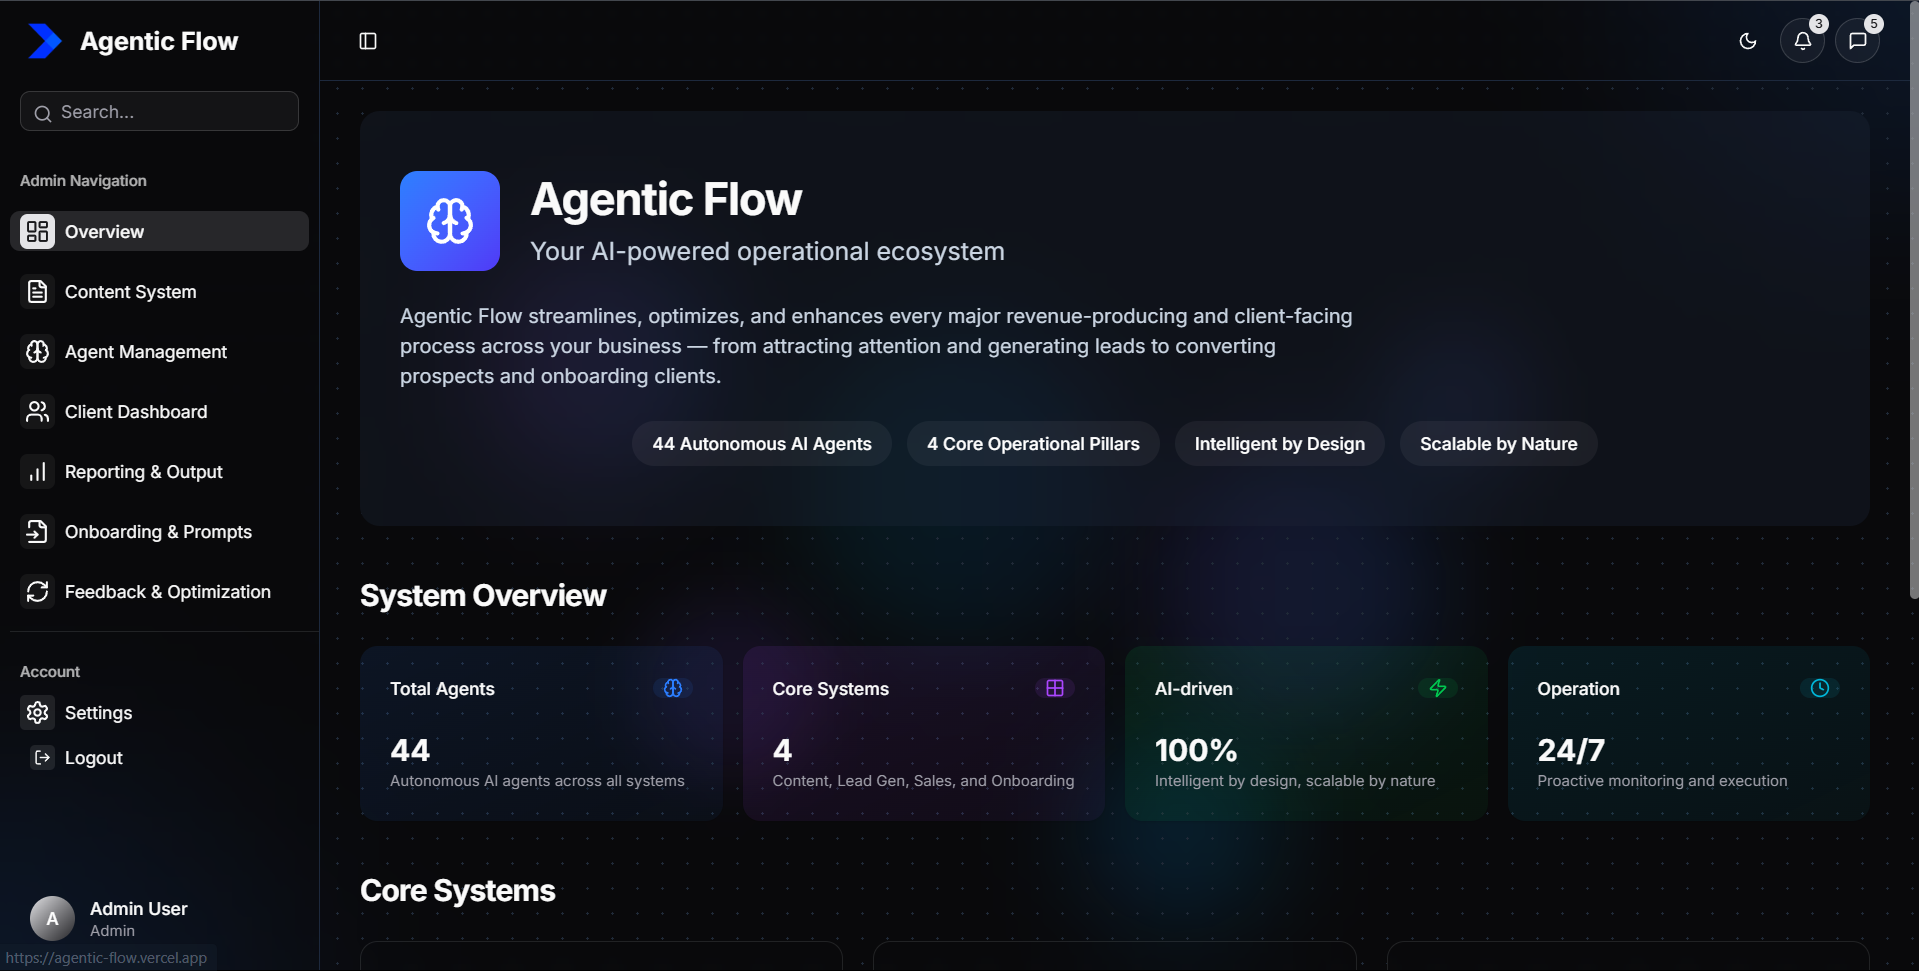 Agentic Flow
Search...
Admin Navigation
Overview
Content System
Agent Management
Client Dashboard
Reporting & Output
Onboarding & Prompts
Feedback & Optimization
Account
Settings
Logout
A
Admin User
Admin
https://agentic-flow.vercel.app
3
5
Agentic Flow
Your AI-powered operational ecosystem
Agentic Flow streamlines, optimizes, and enhances every major revenue-producing and client-facing
process across your business — from attracting attention and generating leads to converting
prospects and onboarding clients.
44 Autonomous AI Agents
4 Core Operational Pillars
Intelligent by Design
Scalable by Nature
System Overview
Total Agents
44
Autonomous AI agents across all systems
Core Systems
4
Content, Lead Gen, Sales, and Onboarding
AI-driven
100%
Intelligent by design, scalable by nature
Operation
24/7
Proactive monitoring and execution
Core Systems